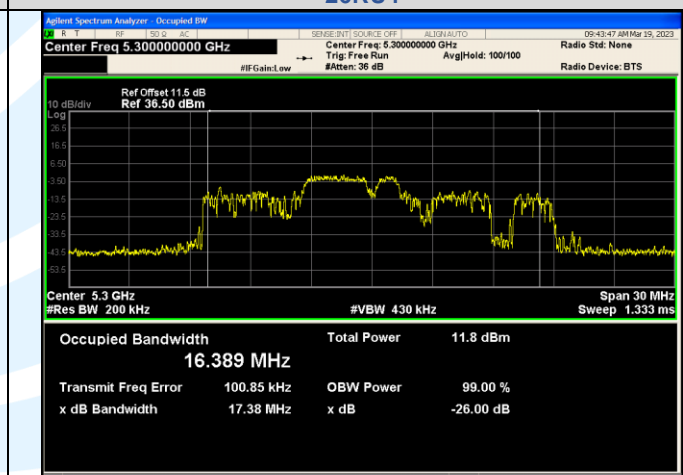 Agilent Spectrum Analyzer - Occupied BW
R T RF 50 Ω AC SENSE:INT SOURCE OFF ALIGNAUTO 09:43:47 AM Mar 19, 2023
Center Freq 5.300000000 GHz Center Freq: 5.300000000 GHz Radio Std: None
Trig: Free Run Avg|Hold: 100/100
#IFGain:Low #Atten: 36 dB Radio Device: BTS
Ref Offset 11.5 dB
10 dB/div Ref 36.50 dBm
Log
26.5
16.5
6.50
-3.50
-13.5
-23.5
-33.5
-43.5
-53.5
Center 5.3 GHz Span 30 MHz
#Res BW 200 kHz #VBW 430 kHz Sweep 1.333 ms
Occupied Bandwidth Total Power 11.8 dBm
16.389 MHz
Transmit Freq Error 100.85 kHz OBW Power 99.00 %
x dB Bandwidth 17.38 MHz x dB -26.00 dB